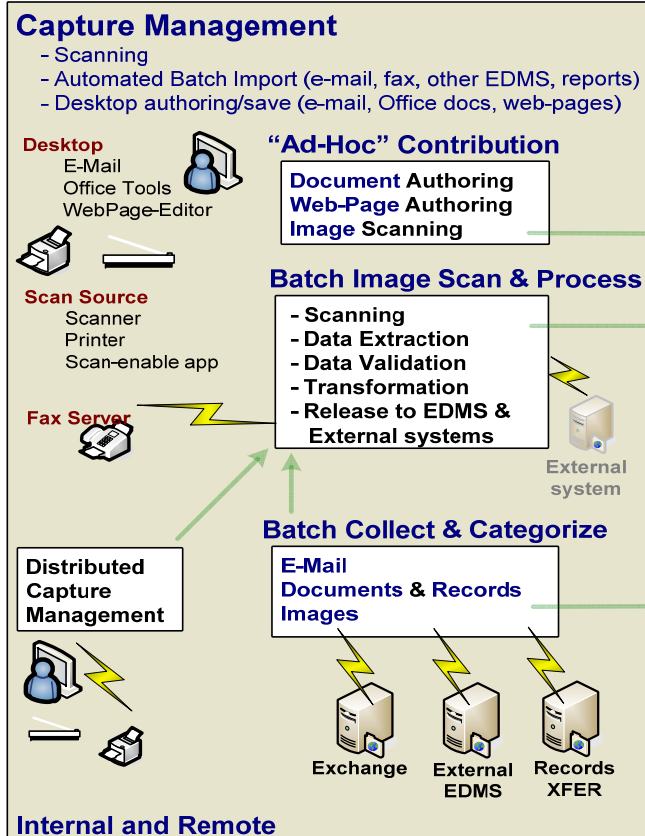 Capture Management
- Scanning
- Automated Batch Import (e-mail, fax, other EDMS, reports)
- Desktop authoring/save (e-mail, Office docs, web-pages)
Desktop
E-Mail
Office Tools
WebPage-Editor
"Ad-Hoc" Contribution
Document Authoring
Web-Page Authoring
Image Scanning
Batch Image Scan & Process
- Scanning
- Data Extraction
- Data Validation
- Transformation
- Release to EDMS &
External systems
Scan Source
Scanner
Printer
Scan-enable app
Fax Server
External
system
Batch Collect & Categorize
E-Mail
Documents & Records
Images
Distributed
Capture
Management
Exchange
External
EDMS
Records
XFER
Internal and Remote